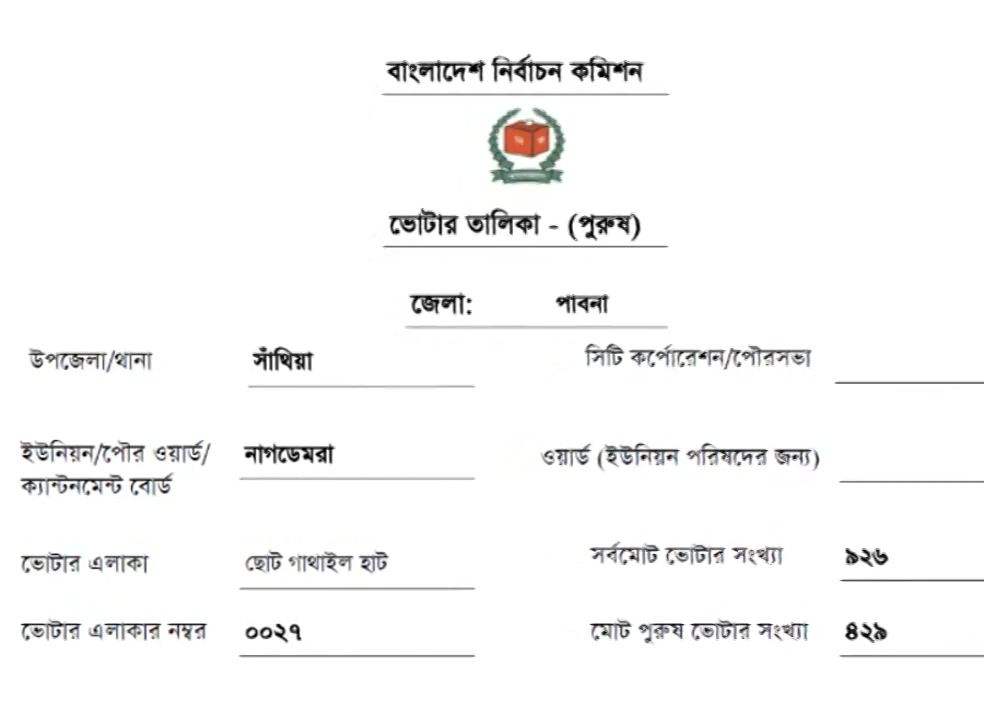 বাংলাদেশ নির্বাচন কমিশন
ভোটার তালিকা - (পুরুষ)
জেলা: পাবনা
উপজেলা/থানা সাঁথিয়া সিটি কর্পোরেশন/পৌরসভা
ইউনিয়ন/পৌর ওয়ার্ড/ নাগডেমরা ওয়ার্ড (ইউনিয়ন পরিষদের জন্য)
ক্যান্টনমেন্ট বোর্ড
ভোটার এলাকা ছোট গাথাইল হাট সর্বমোট ভোটার সংখ্যা ৯২৬
ভোটার এলাকার নম্বর ০০২৭ মোট পুরুষ ভোটার সংখ্যা ৪২৯